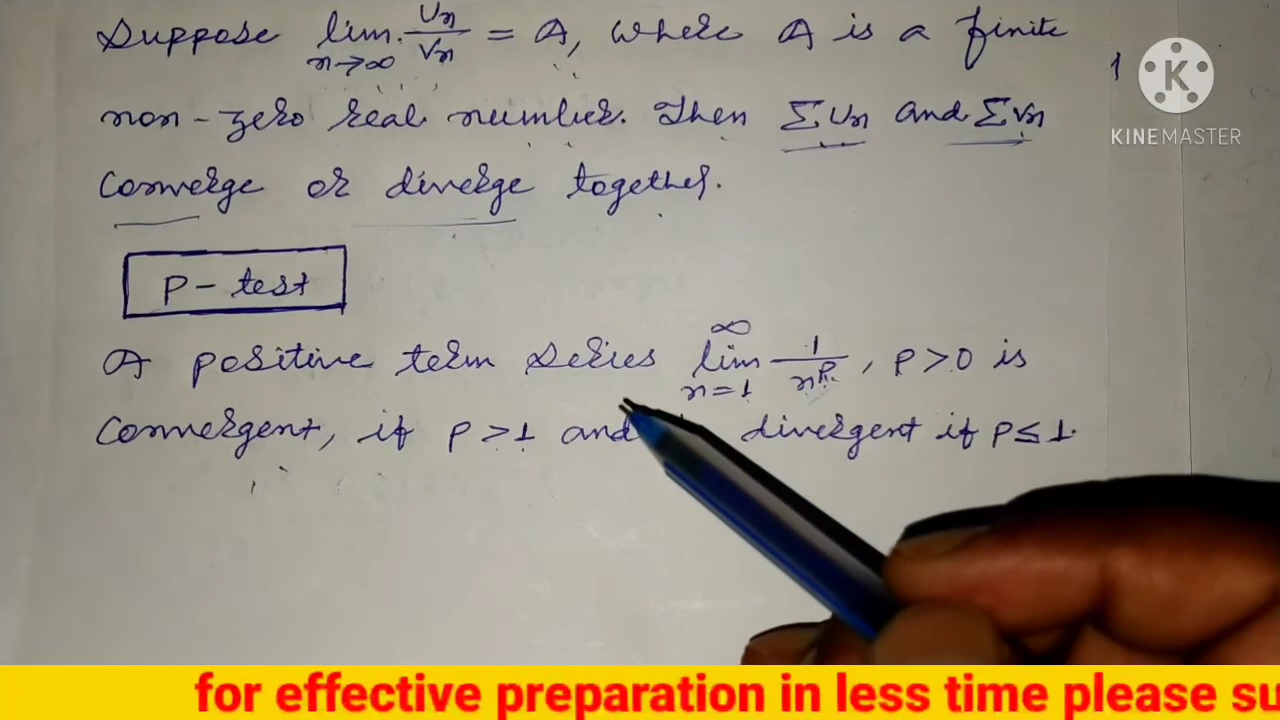 Suppose lim n→∞ Un/Vn = A, where A is a finite
1
K
KINEMASTER
non-zero real number. Then ΣUn and ΣVn
converge or diverge together.
P-test
A positive term series lim n=1 ∞ 1/n^P, P>0 is
convergent, if P>1 and divergent if P≤1.
for effective preparation in less time please su